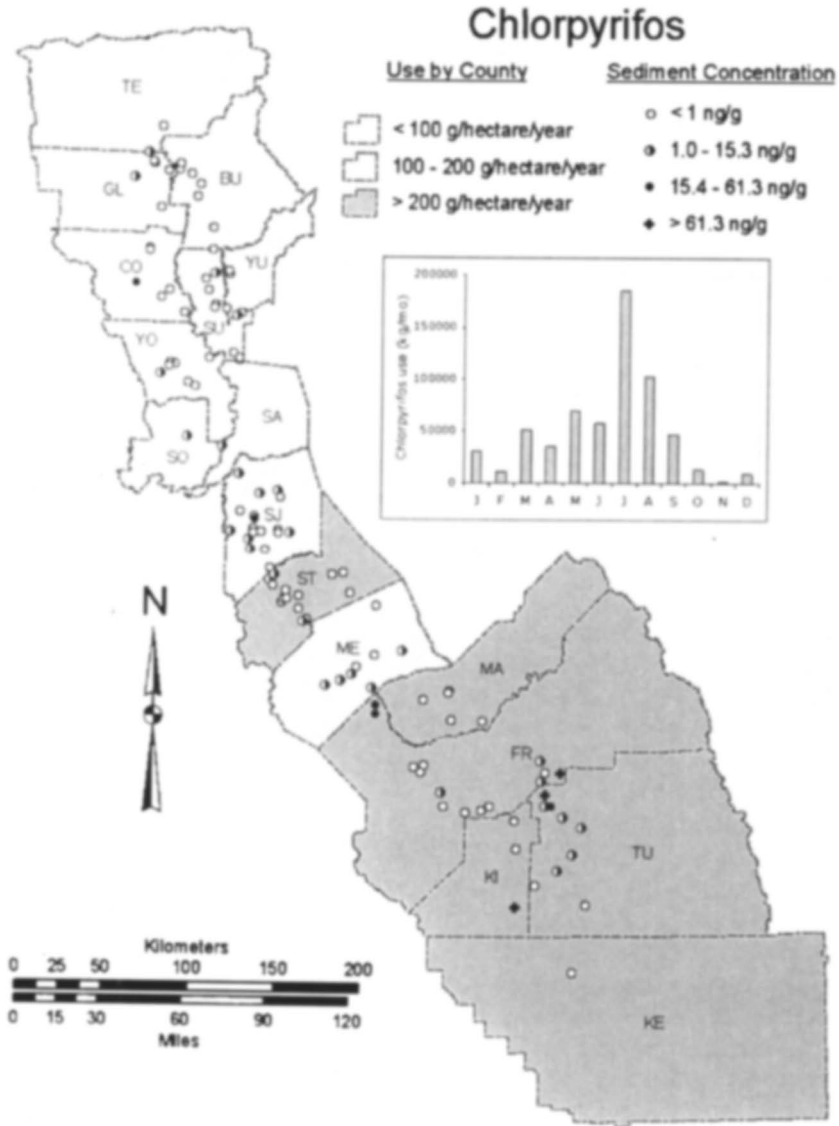 Chlorpyrifos
Use by County
Sediment Concentration
< 100 g/hectare/year
100 - 200 g/hectare/year
> 200 g/hectare/year
< 1 ng/g
1.0 - 15.3 ng/g
15.4 - 61.3 ng/g
> 61.3 ng/g
TE
GL
BU
CO
YU
SU
YO
SA
SO
SJ
ST
ME
MA
FR
TU
KI
KE
Chlorpyrifos use (kg/mo)
200000
150000
100000
50000
0
J F M A M J J A S O N D
N
Kilometers
0 25 50 100 150 200
0 15 30 60 90 120
Miles